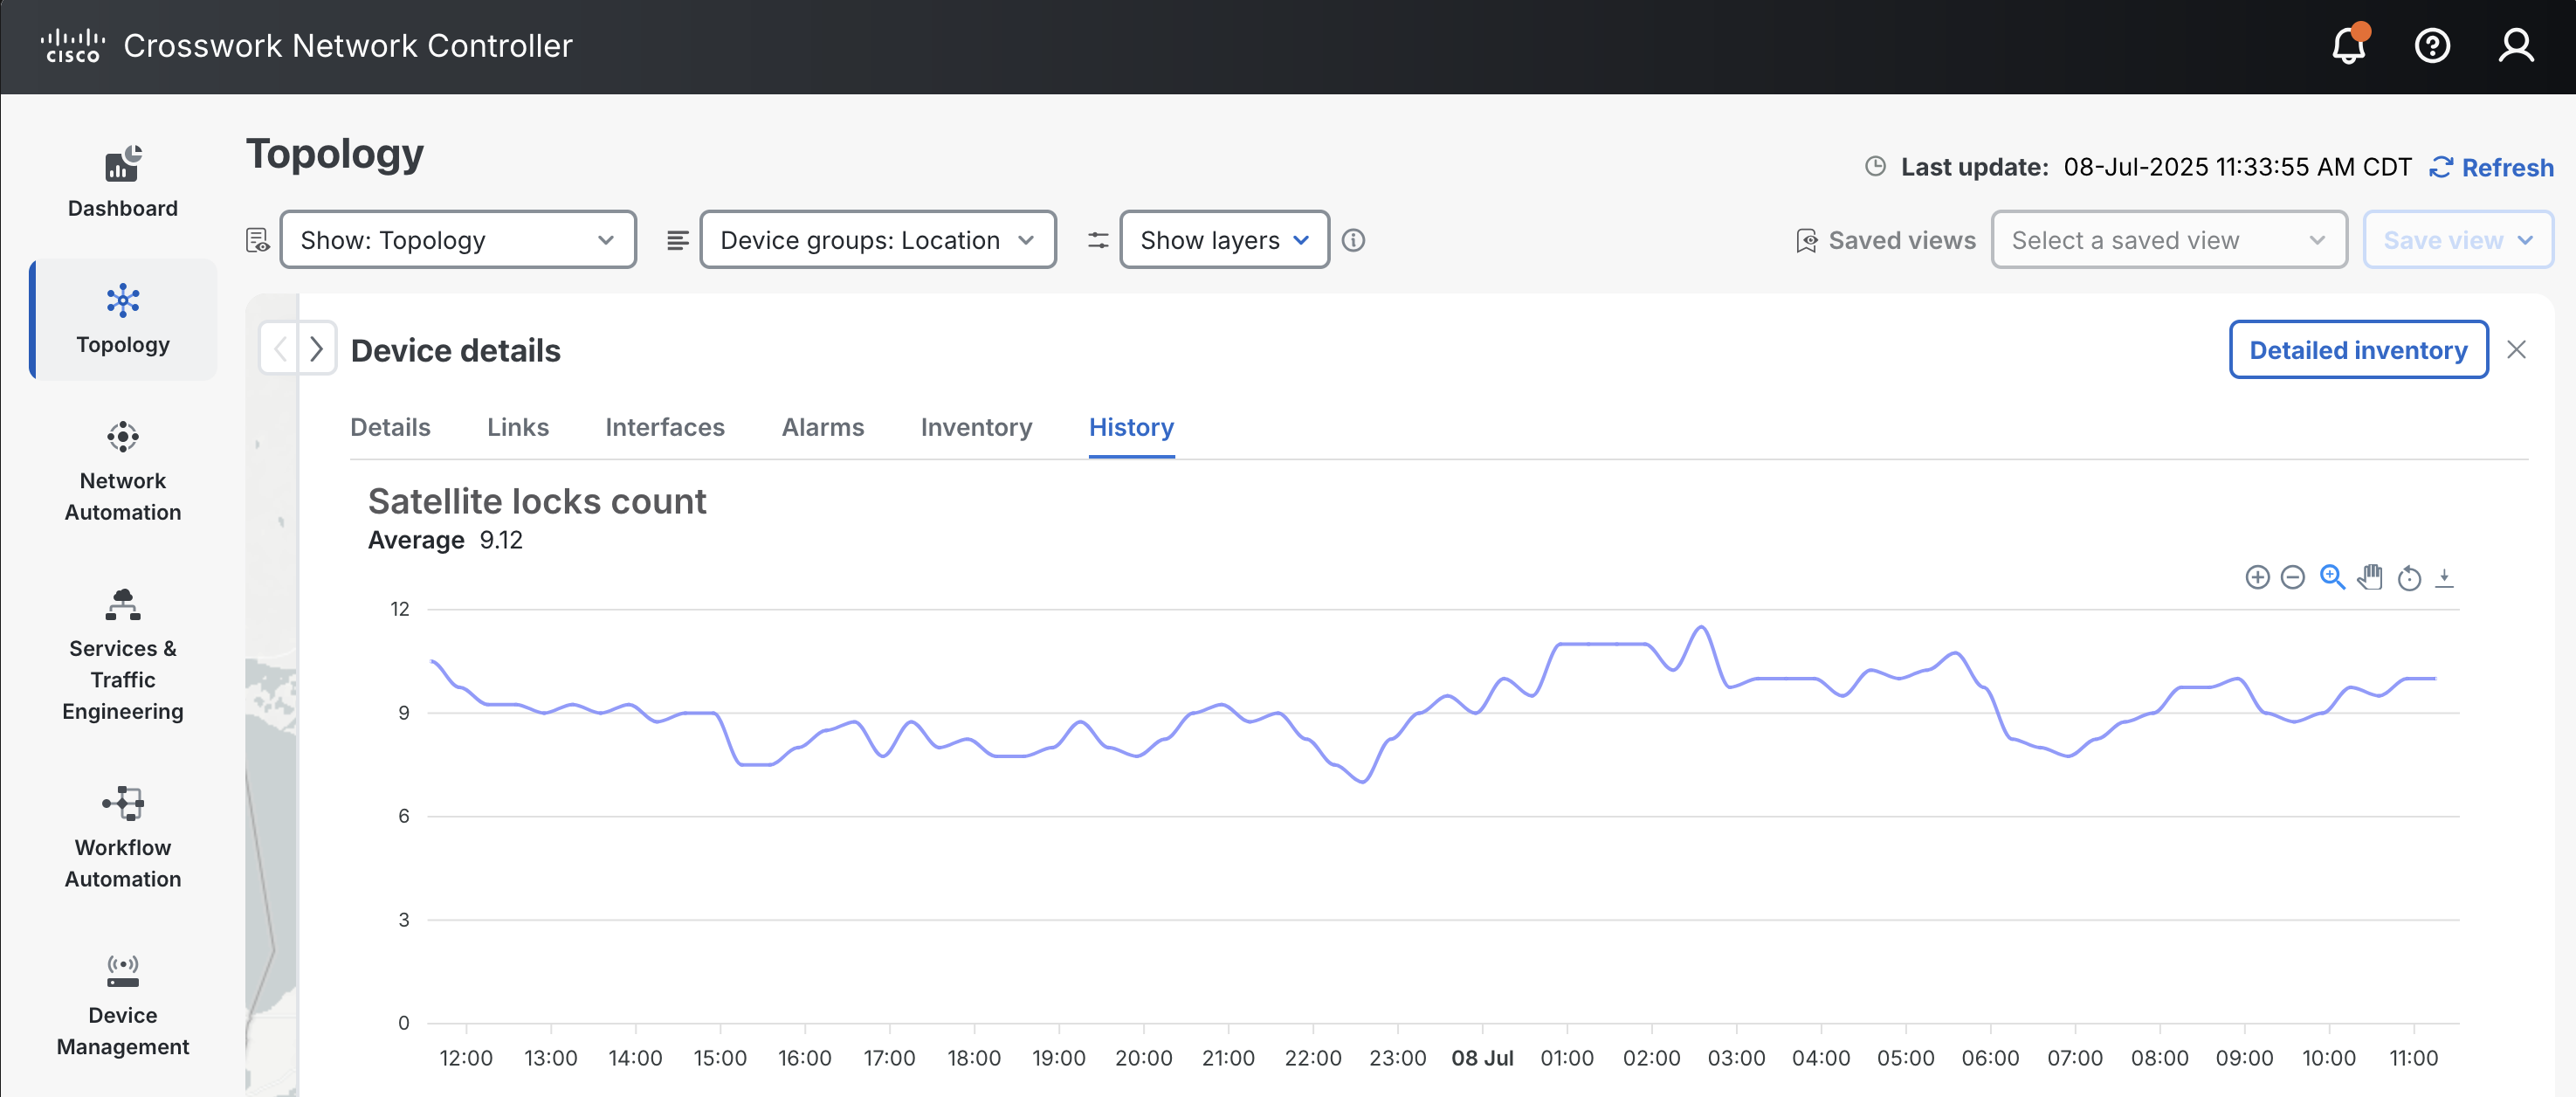 CISCO Crosswork Network Controller
Topology
Last update: 08-Jul-2025 11:33:55 AM CDT Refresh
Show: Topology Device groups: Location Show layers Saved views Select a saved view Save view
Dashboard
Topology
Network
Automation
Services &
Traffic
Engineering
Workflow
Automation
Device
Management
Device details Detailed inventory
Details Links Interfaces Alarms Inventory History
Satellite locks count
Average 9.12
12
9
6
3
0
12:00 13:00 14:00 15:00 16:00 17:00 18:00 19:00 20:00 21:00 22:00 23:00 08 Jul 01:00 02:00 03:00 04:00 05:00 06:00 07:00 08:00 09:00 10:00 11:00